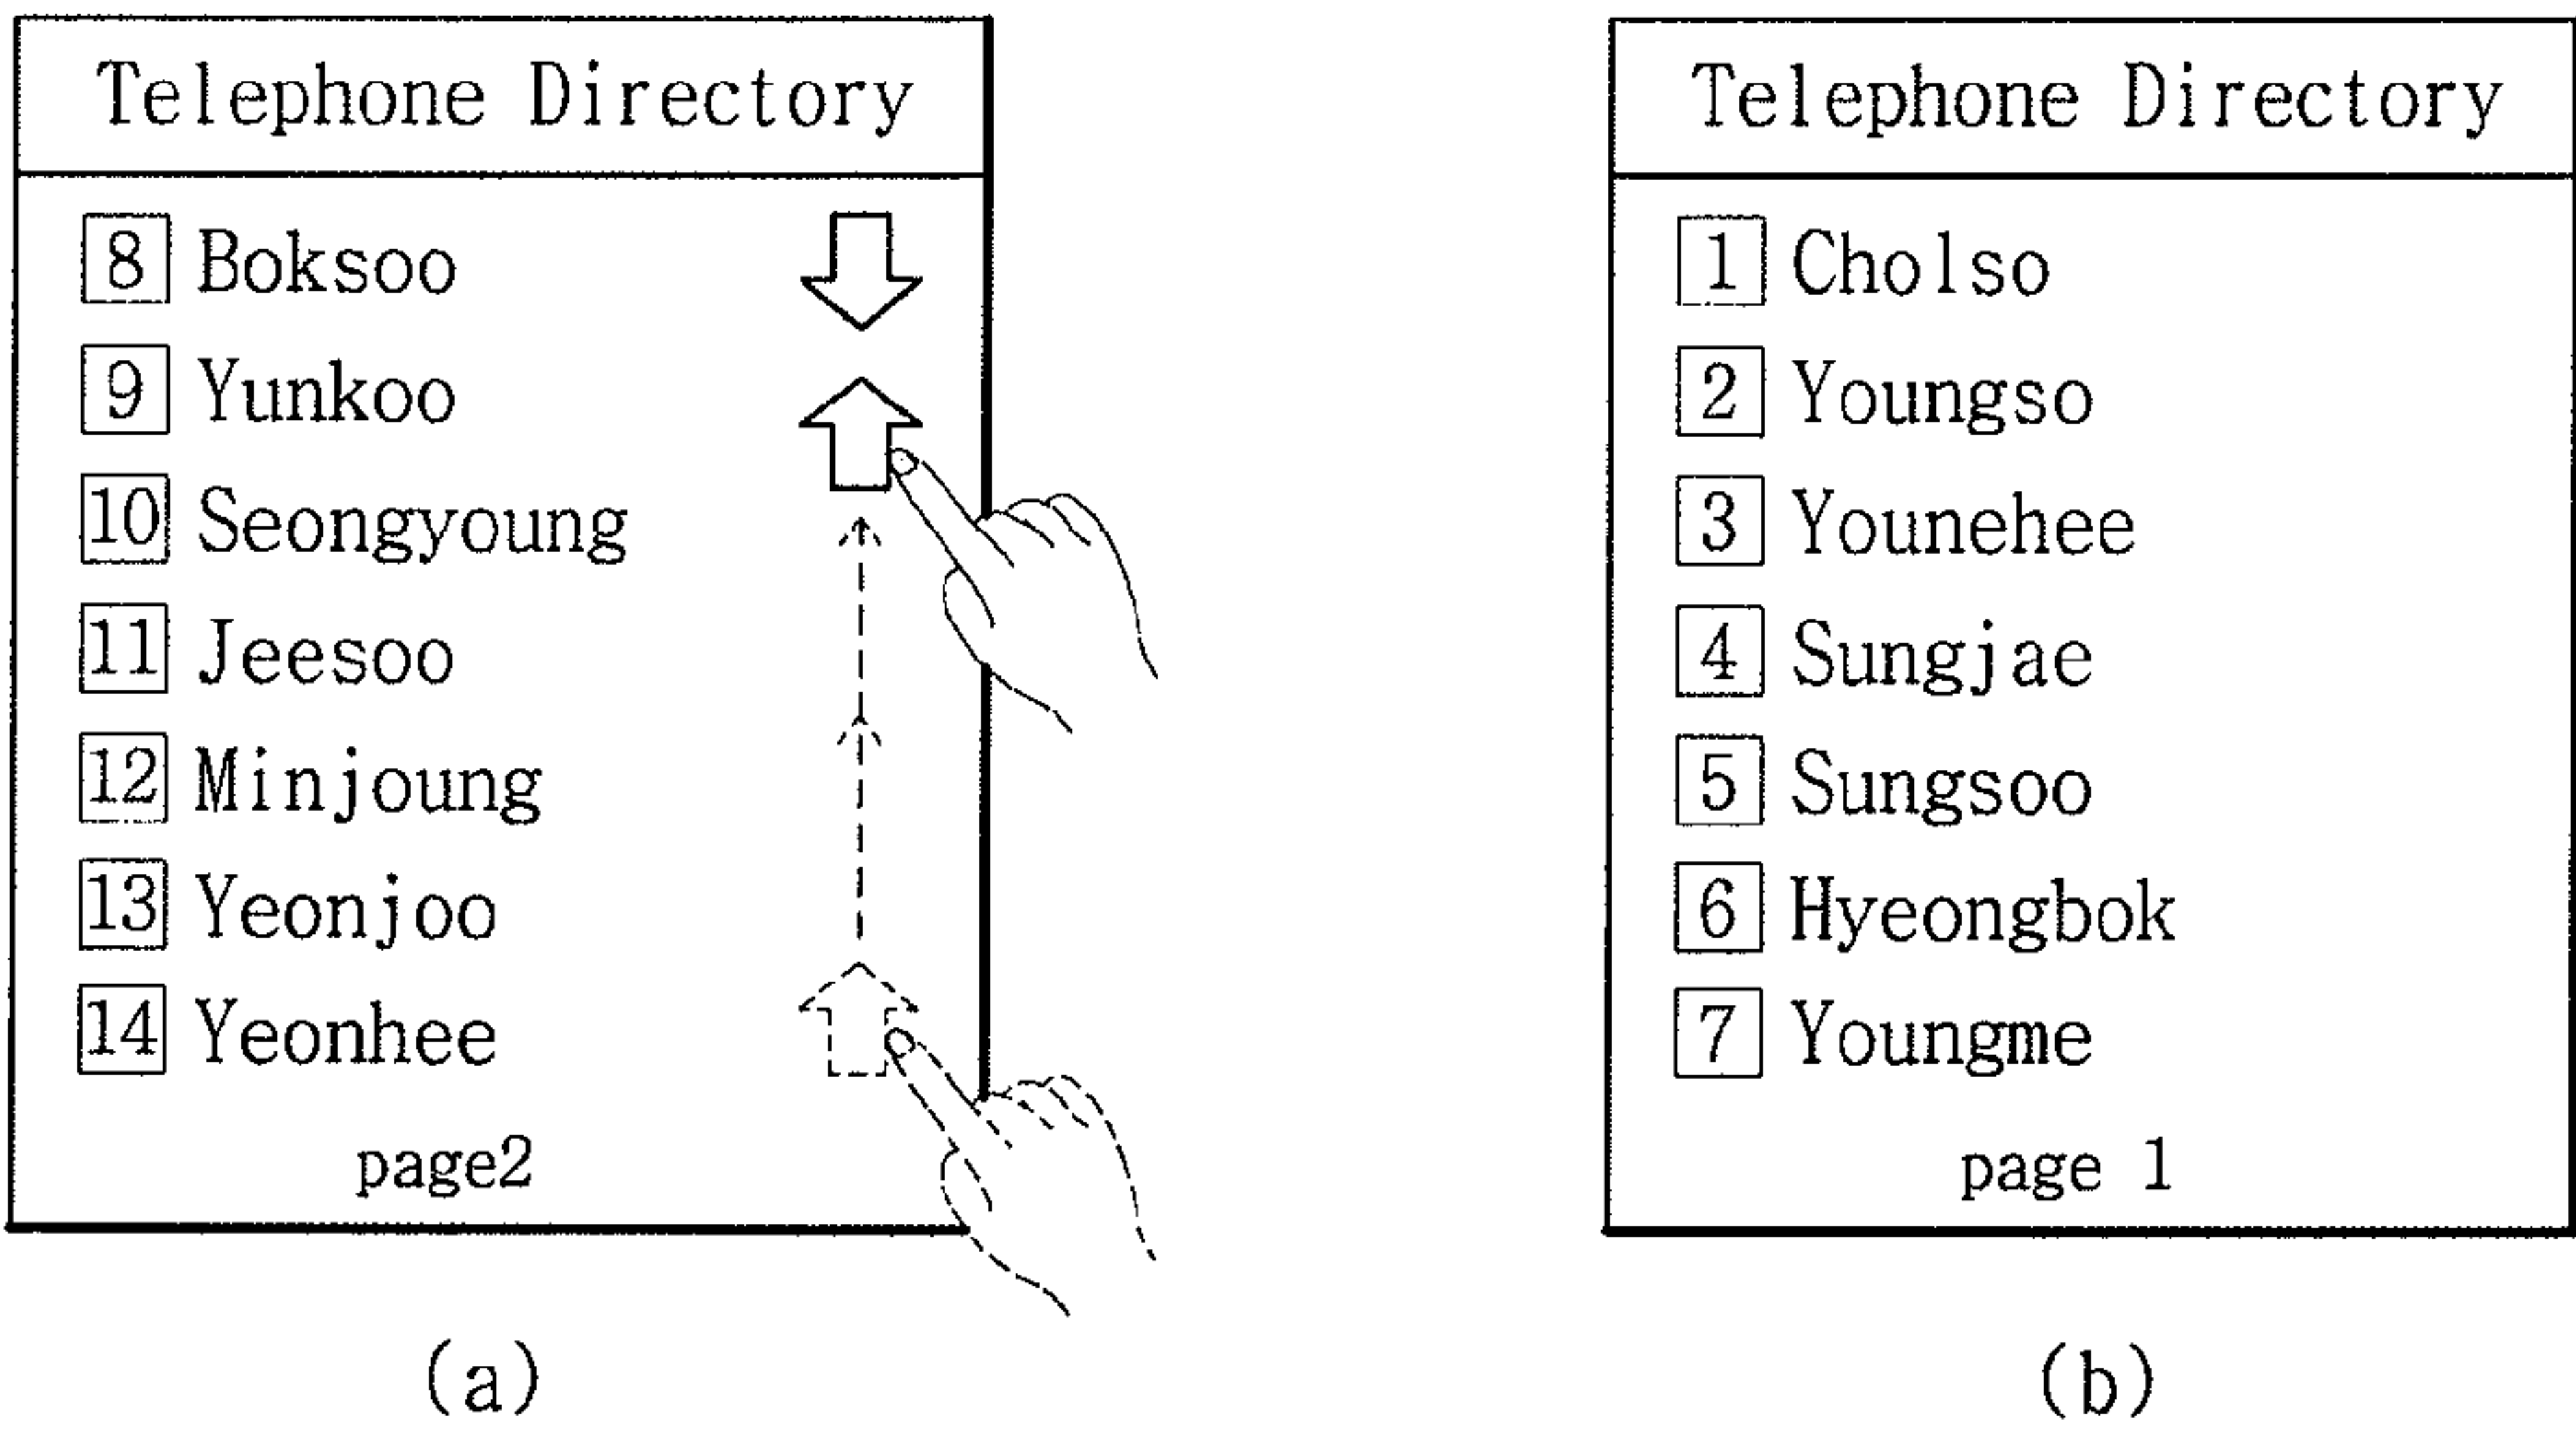 Telephone Directory
8 Boksoo
9 Yunkoo
10 Seongyoung
11 Jeesoo
12 Minjoung
13 Yeonjoo
14 Yeonhee
page2
(a)
Telephone Directory
1 Cholso
2 Youngso
3 Younehee
4 Sungjae
5 Sungsoo
6 Hyeongbok
7 Youngme
page 1
(b)